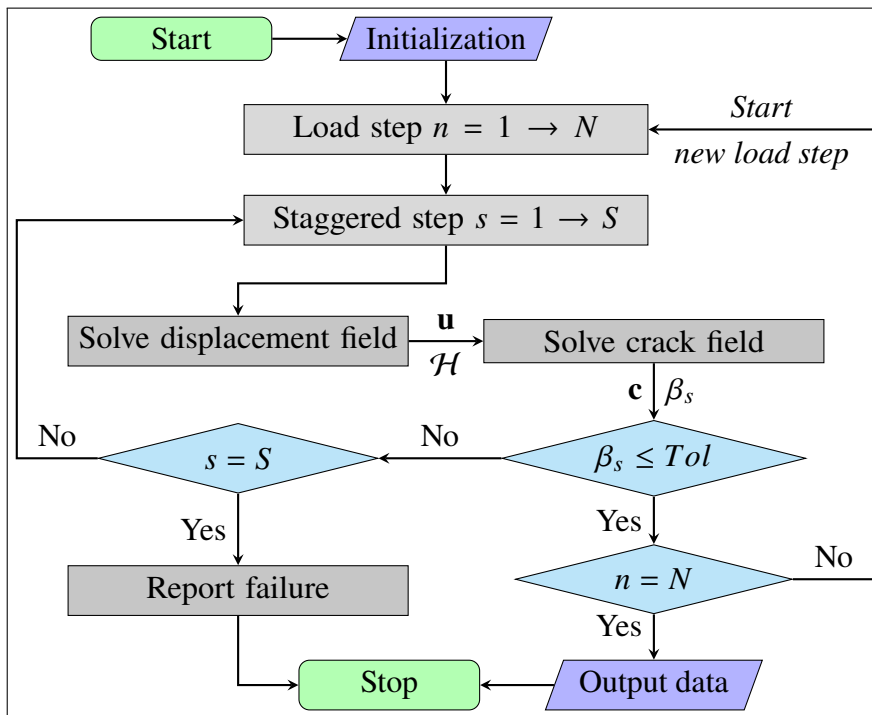 Start
Initialization
Load step n = 1 → N
Start
new load step
Staggered step s = 1 → S
Solve displacement field
u
ℋ
Solve crack field
c β_s
No
s = S
No
β_s ≤ Tol
Yes
Yes
No
Report failure
n = N
Yes
Stop
Output data